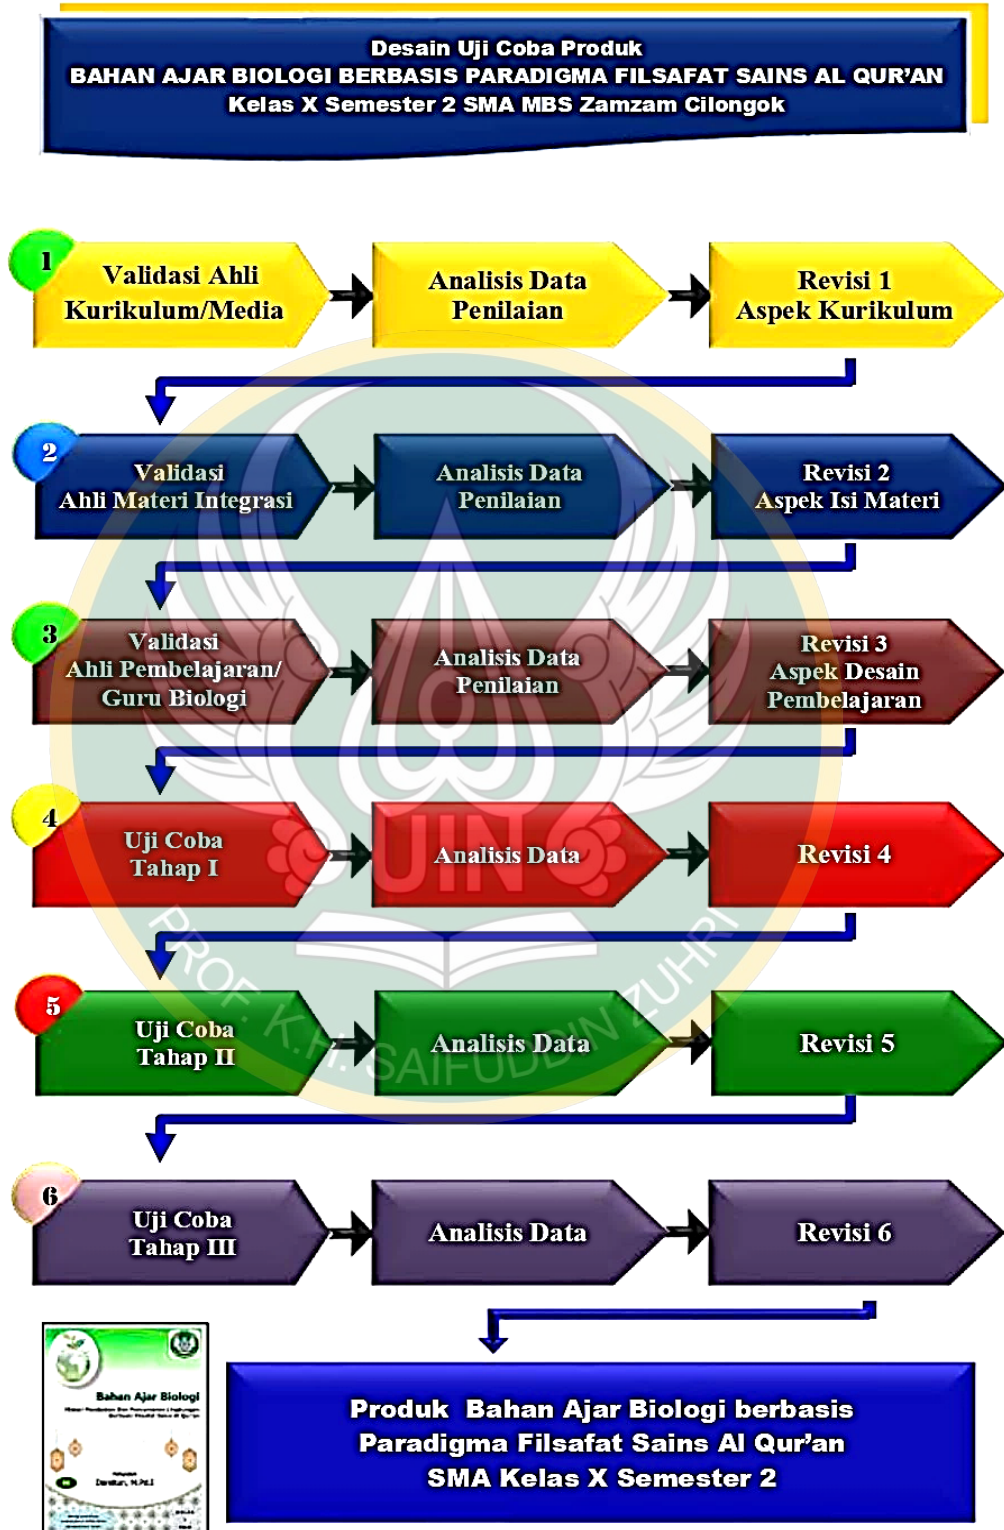 Desain Uji Coba Produk
BAHAN AJAR BIOLOGI BERBASIS PARADIGMA FILSAFAT SAINS AL QUR'AN
Kelas X Semester 2 SMA MBS Zamzam Cilongok
1
Validasi Ahli
Kurikulum/Media
Analisis Data
Penilaian
Revisi 1
Aspek Kurikulum
2
Validasi
Ahli Materi Integrasi
Analisis Data
Penilaian
Revisi 2
Aspek Isi Materi
3
Validasi
Ahli Pembelajaran/
Guru Biologi
Analisis Data
Penilaian
Revisi 3
Aspek Desain
Pembelajaran
4
Uji Coba
Tahap I
Analisis Data
Revisi 4
UIN
PROF. K.H. SAIFUDDIN ZUHRI
5
Uji Coba
Tahap II
Analisis Data
Revisi 5
6
Uji Coba
Tahap III
Analisis Data
Revisi 6
Bahan Ajar Biologi
Produk Bahan Ajar Biologi berbasis
Paradigma Filsafat Sains Al Qur'an
SMA Kelas X Semester 2